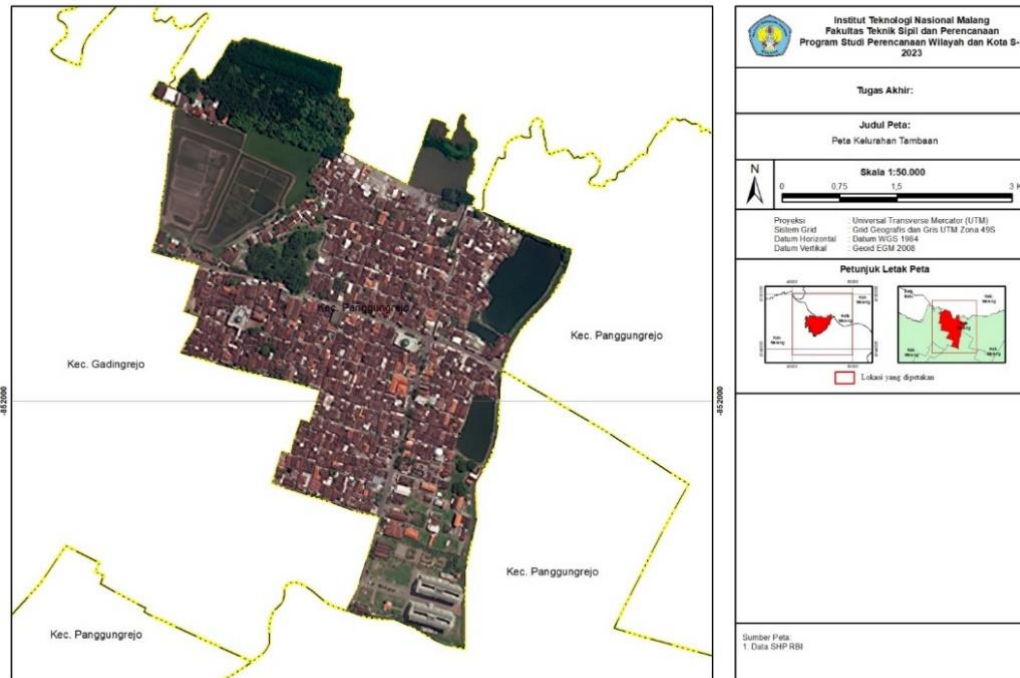 Kec. Panggungrejo
Kec. Gadingrejo
Kec. Panggungrejo
Kec. Panggungrejo
Kec. Panggungrejo
-852000
-852000
Institut Teknologi Nasional Malang
Fakultas Teknik Sipil dan Perencanaan
Program Studi Perencanaan Wilayah dan Kota S-
2023
Tugas Akhir:
Judul Peta:
Peta Kelurahan Tambaan
N
Skala 1:50.000
0 0,75 1,5 3 K
Proyeksi : Universal Transverse Mercator (UTM)
Sistem Grid : Grid Geografis dan Gris UTM Zona 49S
Datum Horizontal : Datum WGS 1984
Datum Vertikal : Geoid EGM 2008
Petunjuk Letak Peta
Lokasi yang dipetakan
Sumber Peta:
1. Data SHP RBI